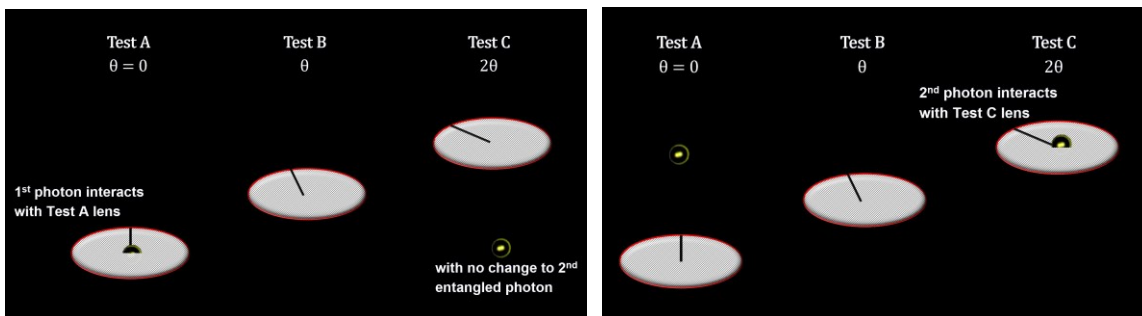 Test A
Test B
Test C
θ = 0
θ
2θ
1st photon interacts
with Test A lens
with no change to 2nd
entangled photon
Test A
Test B
Test C
θ = 0
θ
2θ
2nd photon interacts
with Test C lens